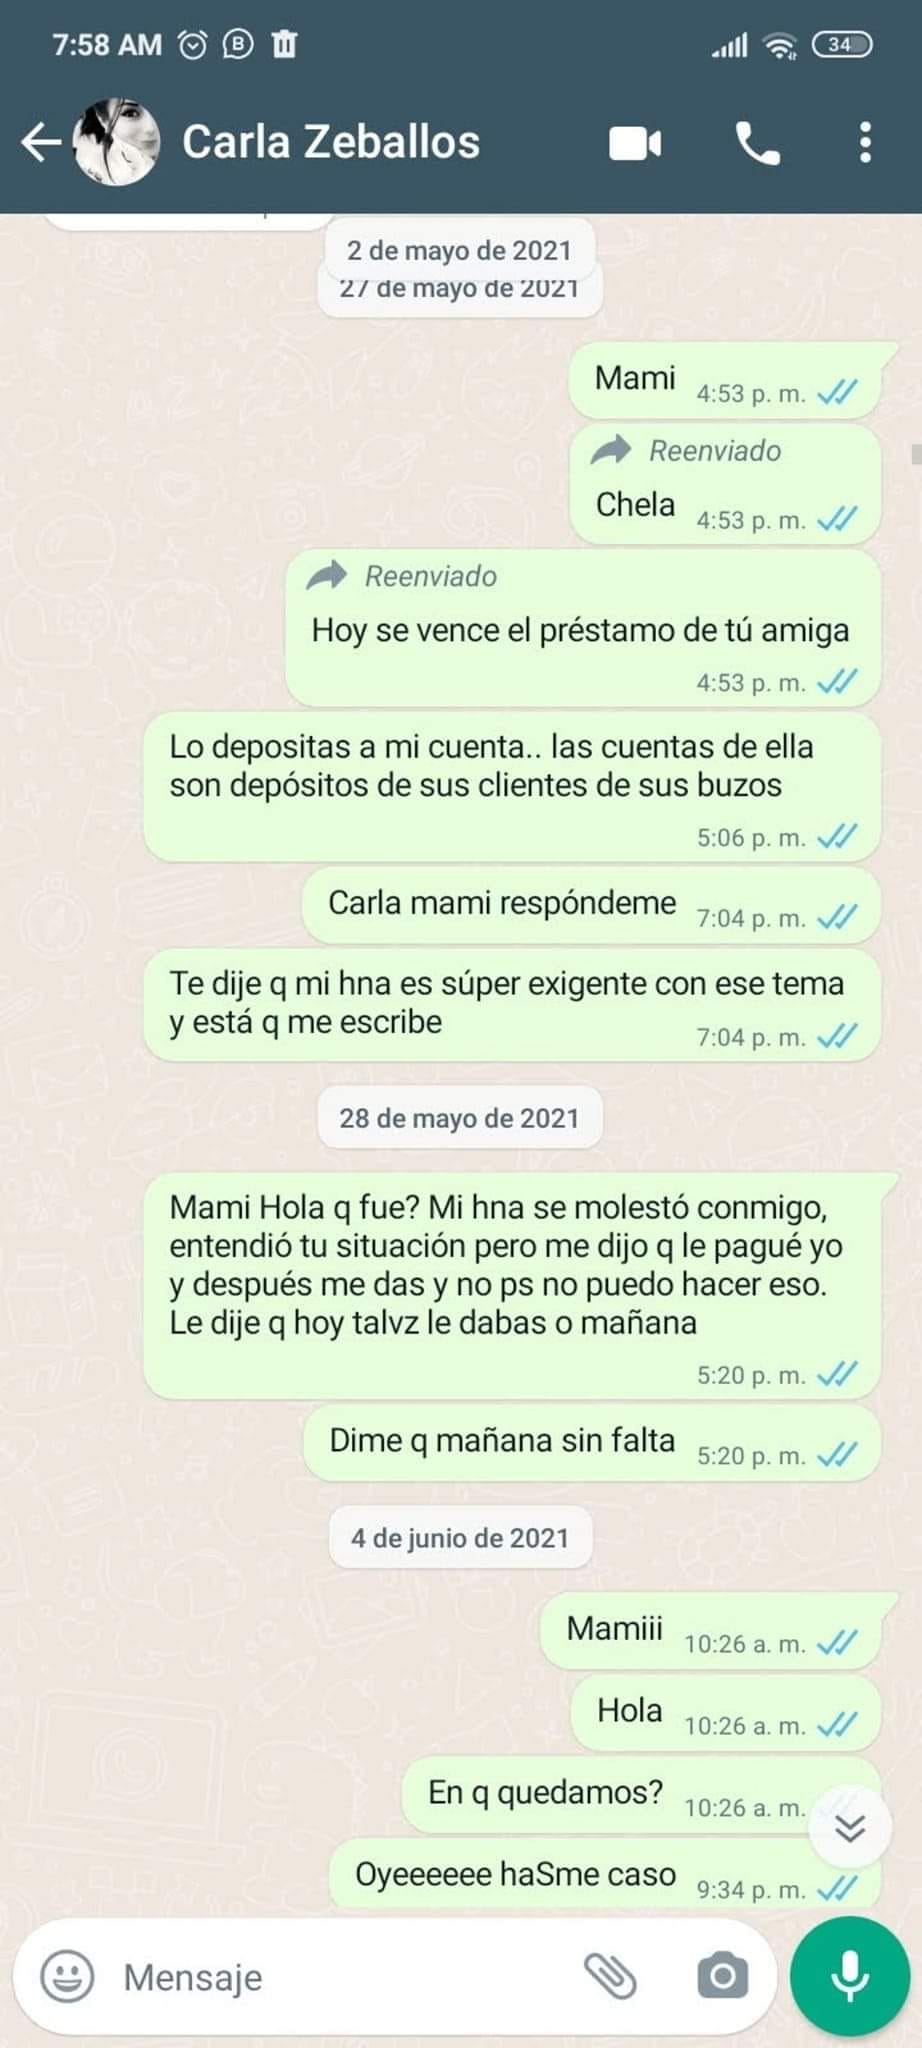 7:58 AM
34
Carla Zeballos
2 de mayo de 2021
27 de mayo de 2021
Mami 4:53 p. m.
Reenviado
Chela 4:53 p. m.
Reenviado
Hoy se vence el préstamo de tú amiga
4:53 p. m.
Lo depositas a mi cuenta.. las cuentas de ella
son depósitos de sus clientes de sus buzos
5:06 p. m.
Carla mami respóndeme 7:04 p. m.
Te dije q mi hna es súper exigente con ese tema
y está q me escribe 7:04 p. m.
28 de mayo de 2021
Mami Hola q fue? Mi hna se molestó conmigo,
entendió tu situación pero me dijo q le pagué yo
y después me das y no ps no puedo hacer eso.
Le dije q hoy talvz le dabas o mañana
5:20 p. m.
Dime q mañana sin falta 5:20 p. m.
4 de junio de 2021
Mamiii 10:26 a. m.
Hola 10:26 a. m.
En q quedamos? 10:26 a. m.
Oyeeeeee haSme caso 9:34 p. m.
Mensaje